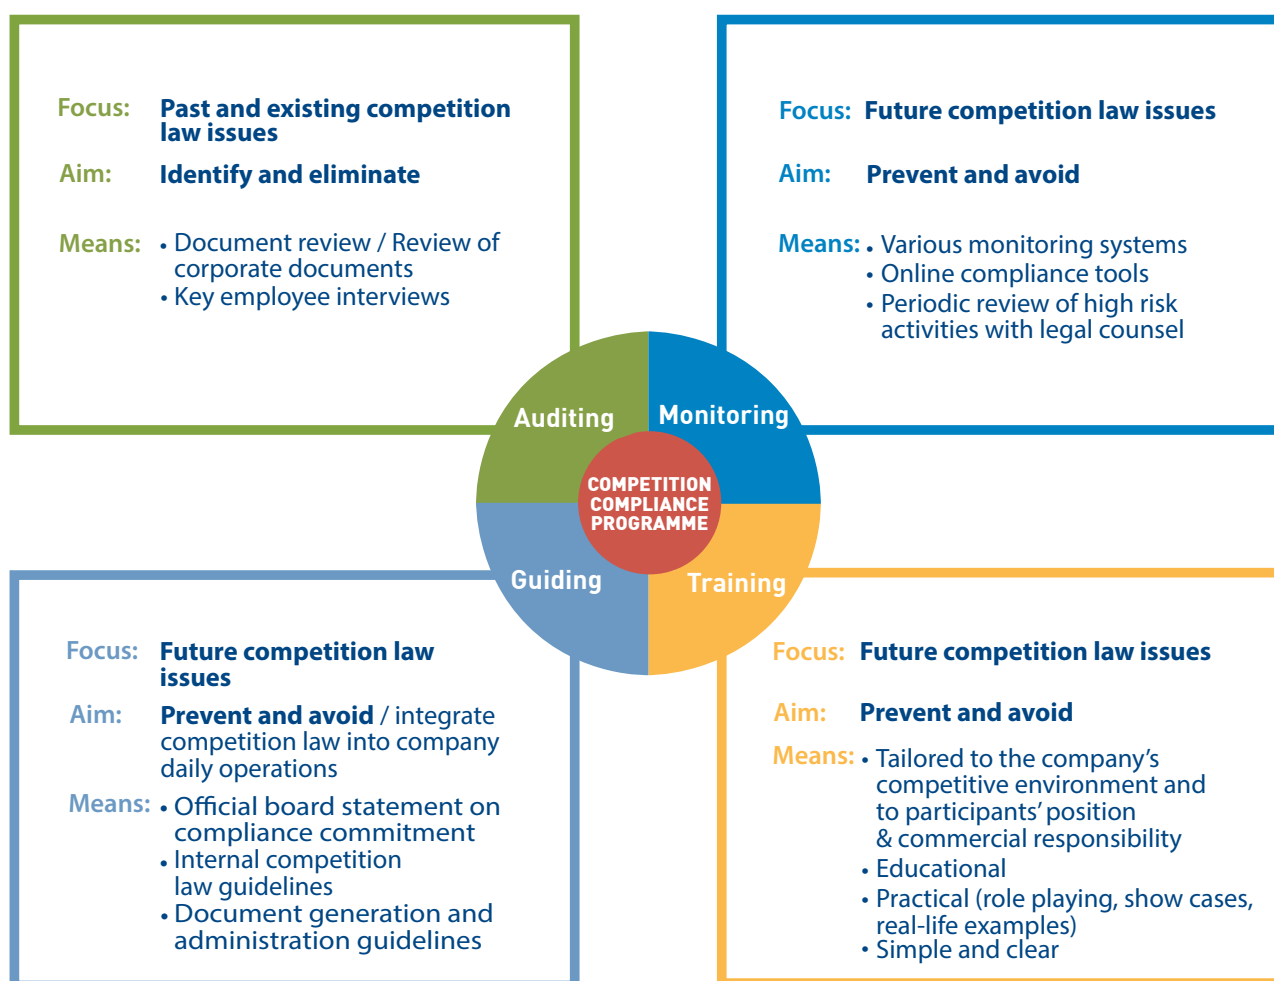 Focus: Past and existing competition
law issues
Aim: Identify and eliminate
Means: • Document review / Review of
corporate documents
• Key employee interviews
Focus: Future competition law issues
Aim: Prevent and avoid
Means: • Various monitoring systems
• Online compliance tools
• Periodic review of high risk
activities with legal counsel
Auditing
Monitoring
COMPETITION
COMPLIANCE
PROGRAMME
Guiding
Training
Focus: Future competition law
issues
Aim: Prevent and avoid / integrate
competition law into company
daily operations
Means: • Official board statement on
compliance commitment
• Internal competition
law guidelines
• Document generation and
administration guidelines
Focus: Future competition law issues
Aim: Prevent and avoid
Means: • Tailored to the company’s
competitive environment and
to participants’ position
& commercial responsibility
• Educational
• Practical (role playing, show cases,
real-life examples)
• Simple and clear